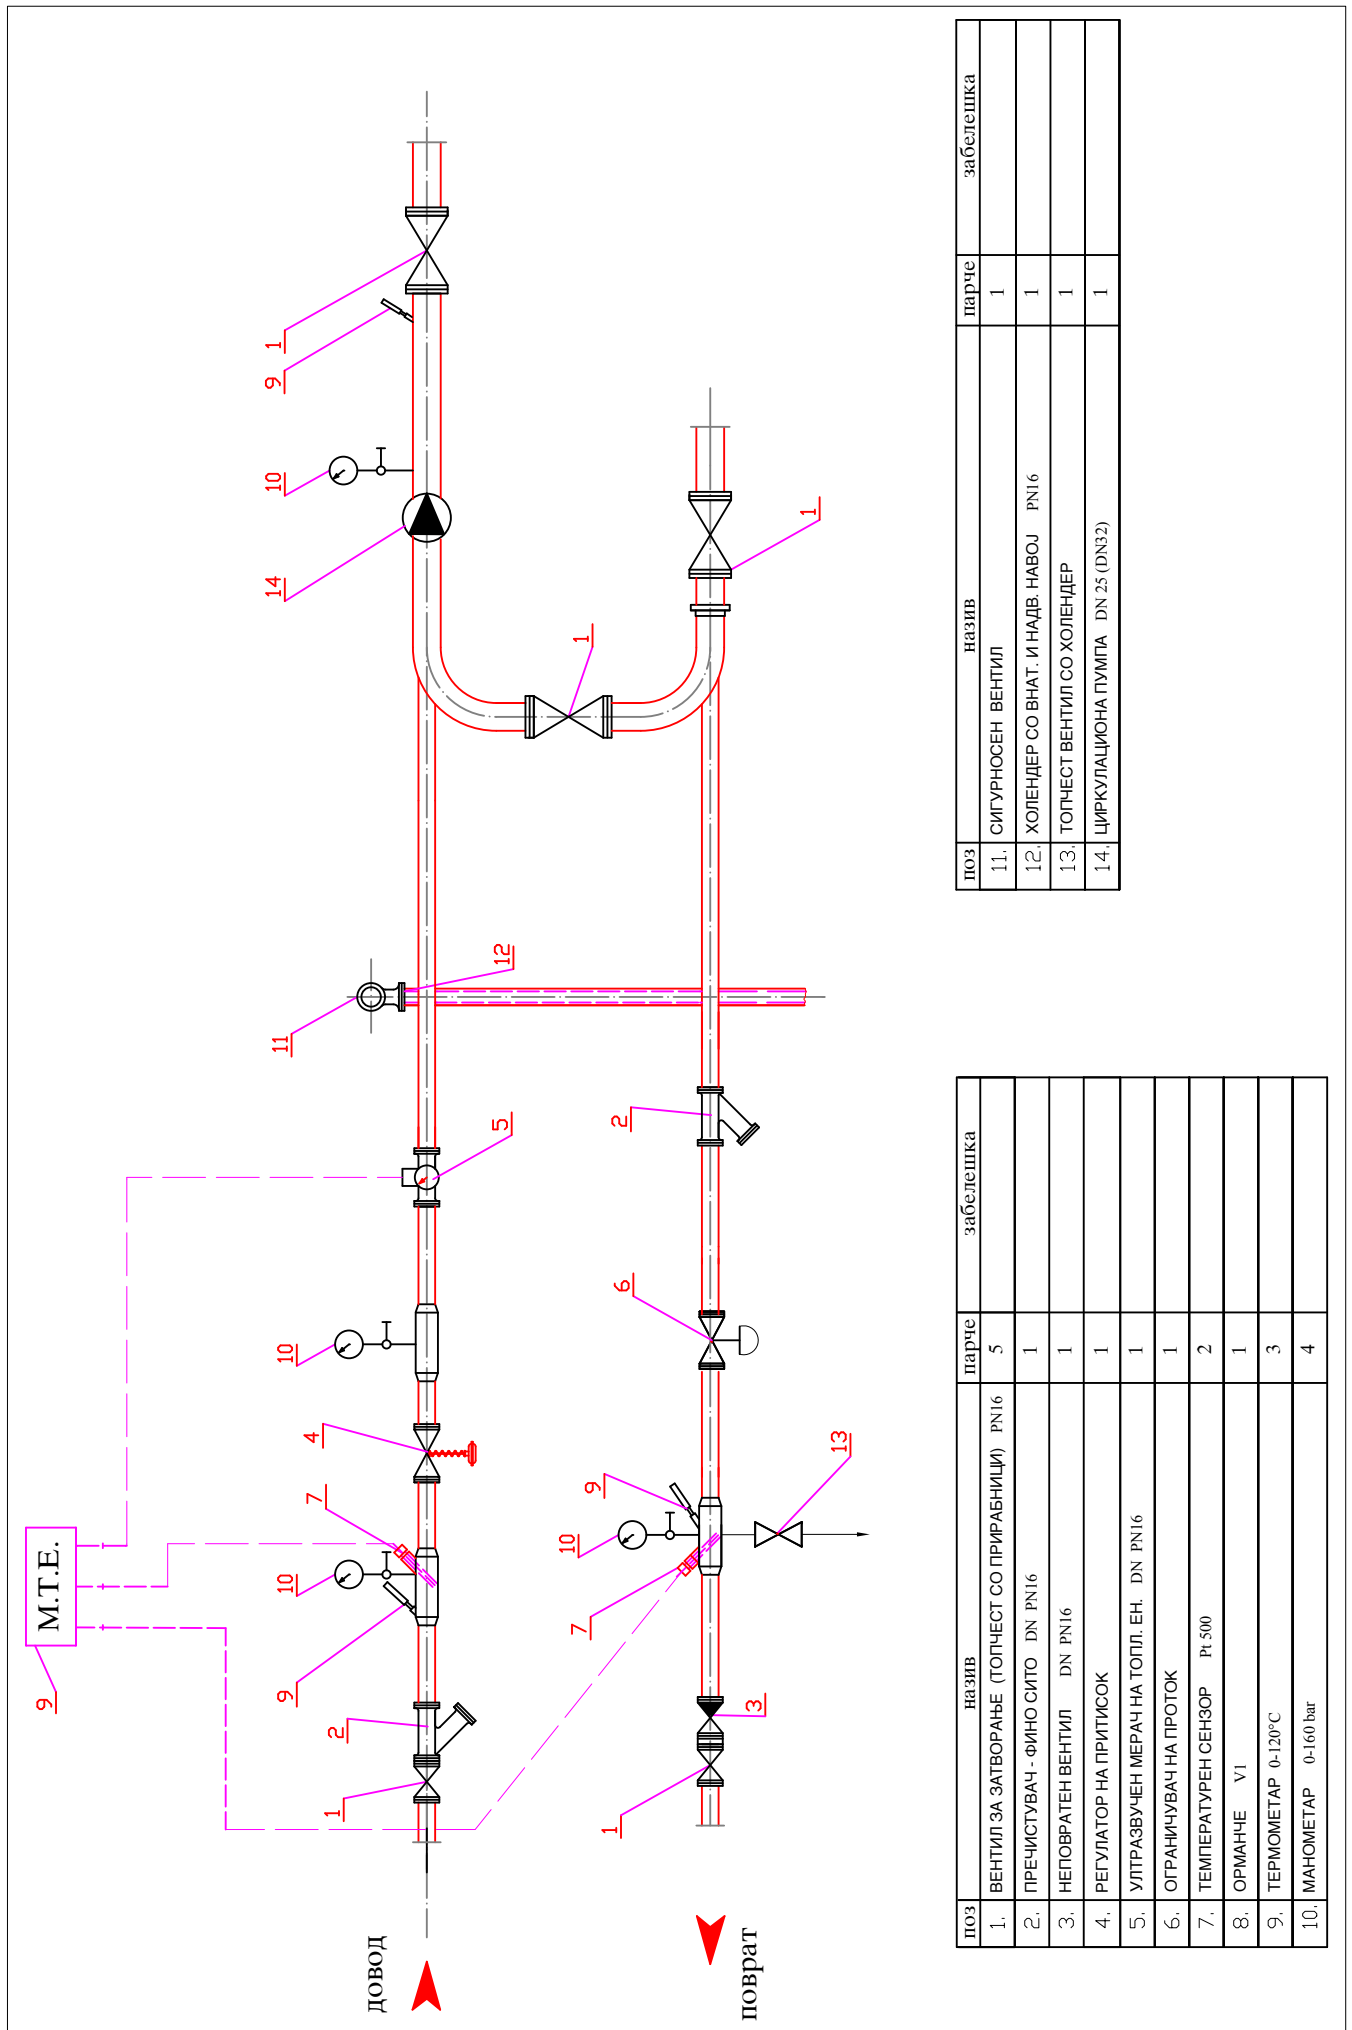 М.Т.Е.
9
1
9
10
14
1
1
11
12
5
10
4
7
10
9
2
1
2
6
13
9
10
7
3
1
ДОВОД
ПОВРАТ
поз назив парче забелешка
1. ВЕНТИЛ ЗА ЗАТВОРАЊЕ (ТОПЧЕСТ СО ПРИРАБНИЦИ) PN16 5
2. ПРЕЧИСТУВАЧ - ФИНО СИТО DN PN16 1
3. НЕПОВРАТЕН ВЕНТИЛ DN PN16 1
4. РЕГУЛАТОР НА ПРИТИСОК 1
5. УЛТРАЗВУЧЕН МЕРАЧ НА ТОПЛ. ЕН. DN PN16 1
6. ОГРАНИЧУВАЧ НА ПРОТОК 1
7. ТЕМПЕРАТУРЕН СЕНЗОР Pt 500 2
8. ОРМАНЧЕ V1 1
9. ТЕРМОМЕТАР 0-120°C 3
10. МАНОМЕТАР 0-160 bar 4
поз назив парче забелешка
11. СИГУРНОСЕН ВЕНТИЛ 1
12. ХОЛЕНДЕР СО ВНАТ. И НАДВ. НАВОЈ PN16 1
13. ТОПЧЕСТ ВЕНТИЛ СО ХОЛЕНДЕР 1
14. ЦИРКУЛАЦИОНА ПУМПА DN 25 (DN32) 1